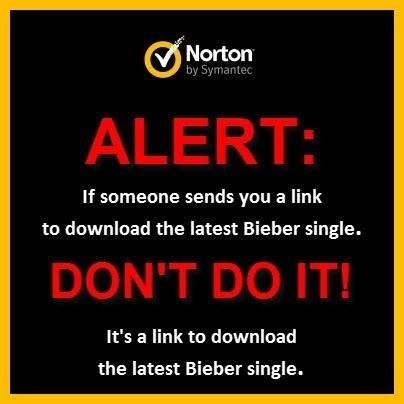 Norton
by Symantec
ALERT:
If someone sends you a link
to download the latest Bieber single.
DON'T DO IT!
It's a link to download
the latest Bieber single.